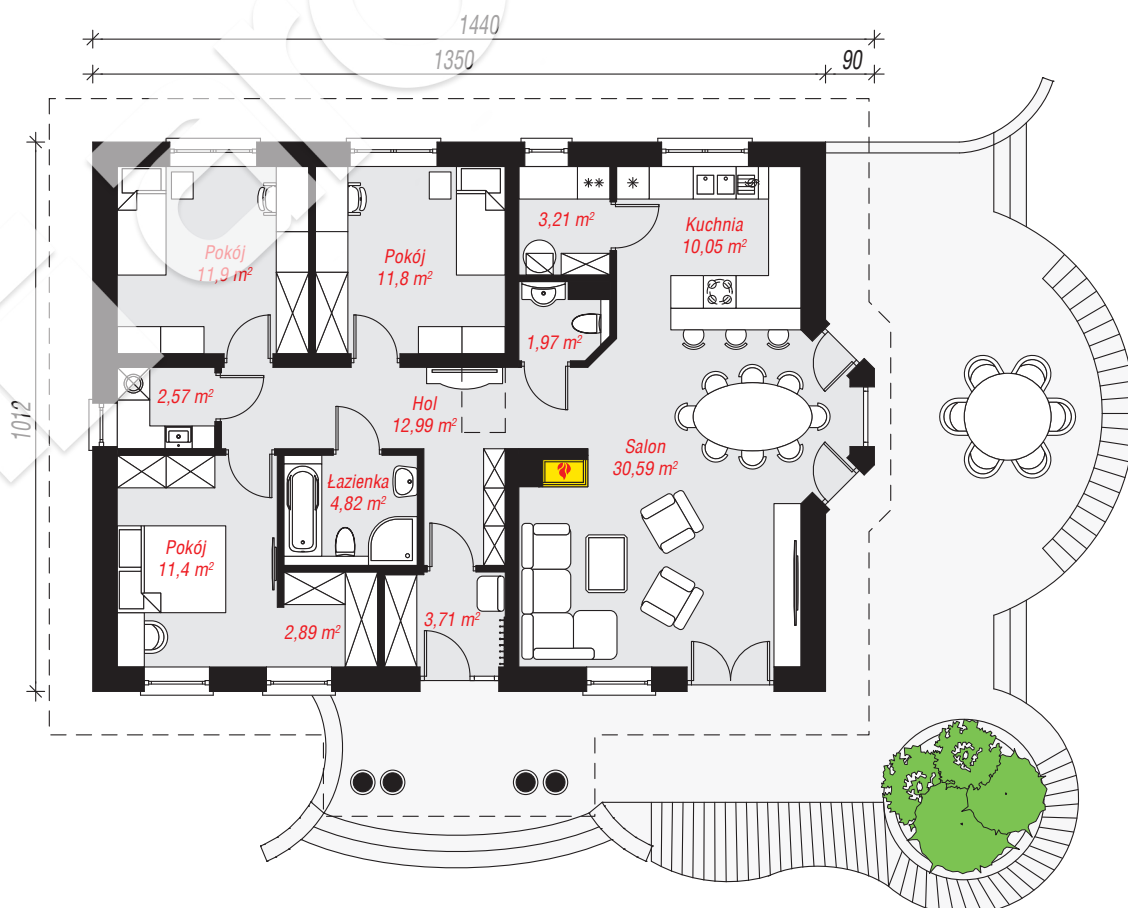 1440
1350
90
1012
Pokój
11,9 m²
Pokój
11,8 m²
3,21 m²
Kuchnia
10,05 m²
1,97 m²
2,57 m²
Hol
12,99 m²
Salon
30,59 m²
Łazienka
4,82 m²
Pokój
11,4 m²
2,89 m²
3,71 m²